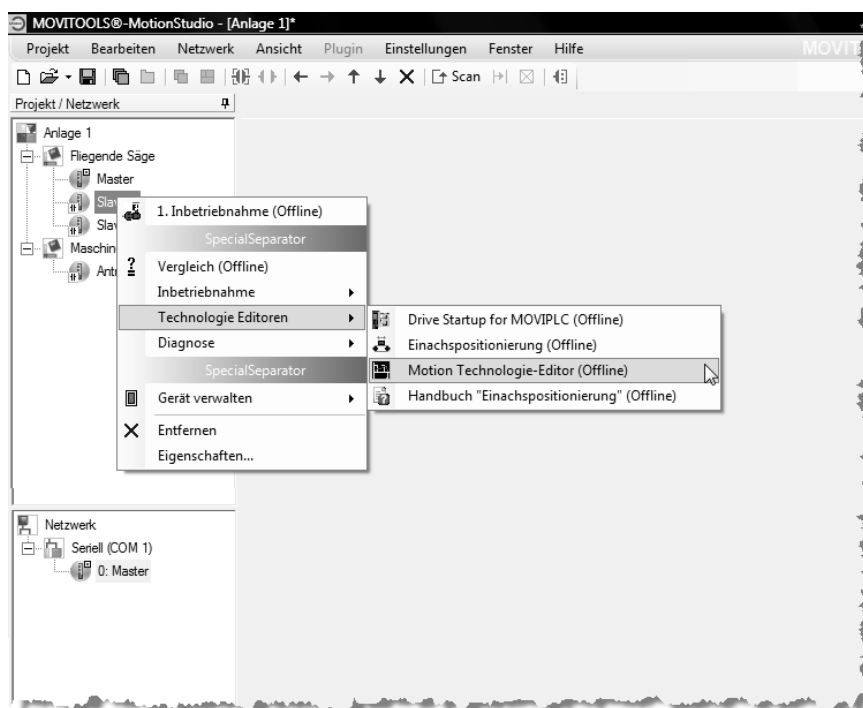 MOVITOOLS®-MotionStudio - [Anlage 1]*
Projekt Bearbeiten Netzwerk Ansicht Plugin Einstellungen Fenster Hilfe MOVIT
Scan
Projekt / Netzwerk
Anlage 1
Fliegende Säge
Master
Slav
Slav
Maschin
Antr
1. Inbetriebnahme (Offline)
SpecialSeparator
Vergleich (Offline)
Inbetriebnahme
Technologie Editoren
Diagnose
SpecialSeparator
Gerät verwalten
Entfernen
Eigenschaften...
Drive Startup for MOVIPLC (Offline)
Einachspositionierung (Offline)
Motion Technologie-Editor (Offline)
Handbuch "Einachspositionierung" (Offline)
Netzwerk
Seriell (COM 1)
0: Master